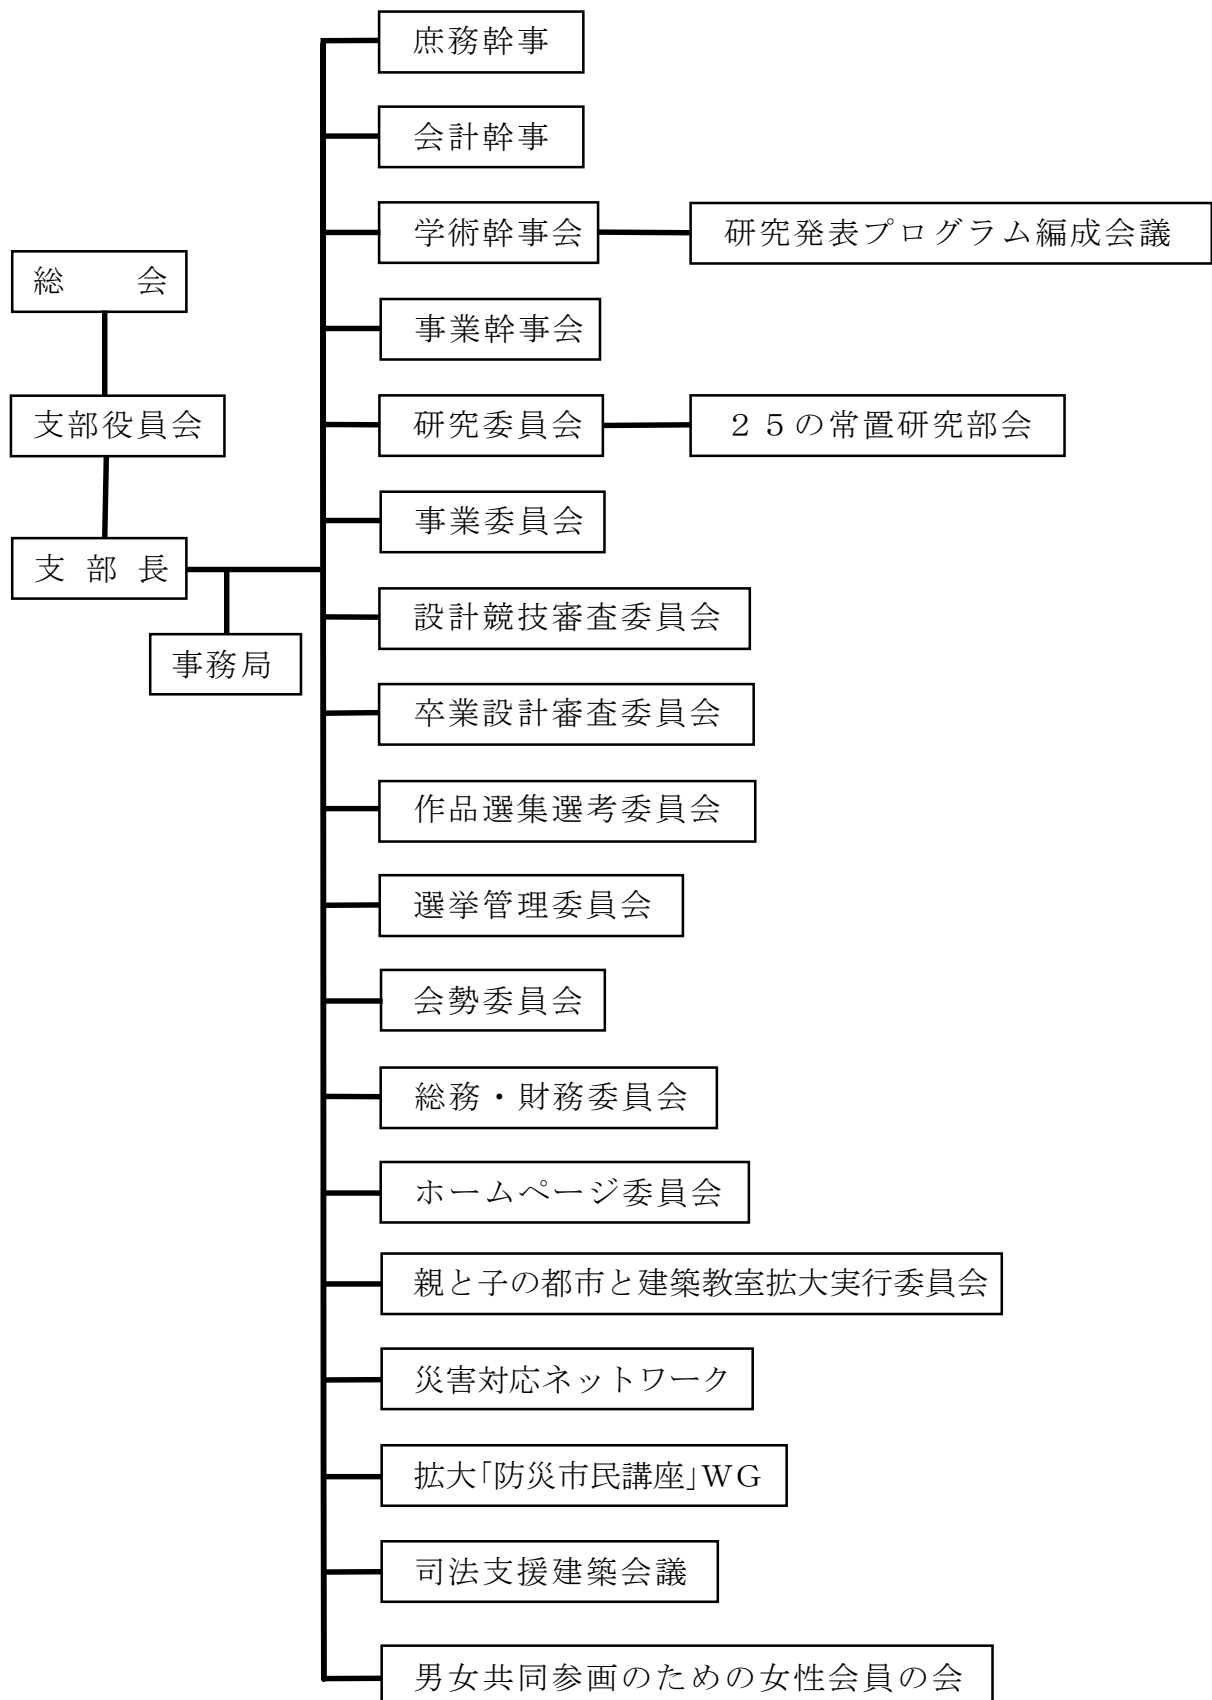 総　　会
支部役員会
支 部 長
事務局
庶務幹事
会計幹事
学術幹事会
研究発表プログラム編成会議
事業幹事会
研究委員会
２５の常置研究部会
事業委員会
設計競技審査委員会
卒業設計審査委員会
作品選集選考委員会
選挙管理委員会
会勢委員会
総務・財務委員会
ホームページ委員会
親と子の都市と建築教室拡大実行委員会
災害対応ネットワーク
拡大｢防災市民講座｣WG
司法支援建築会議
男女共同参画のための女性会員の会